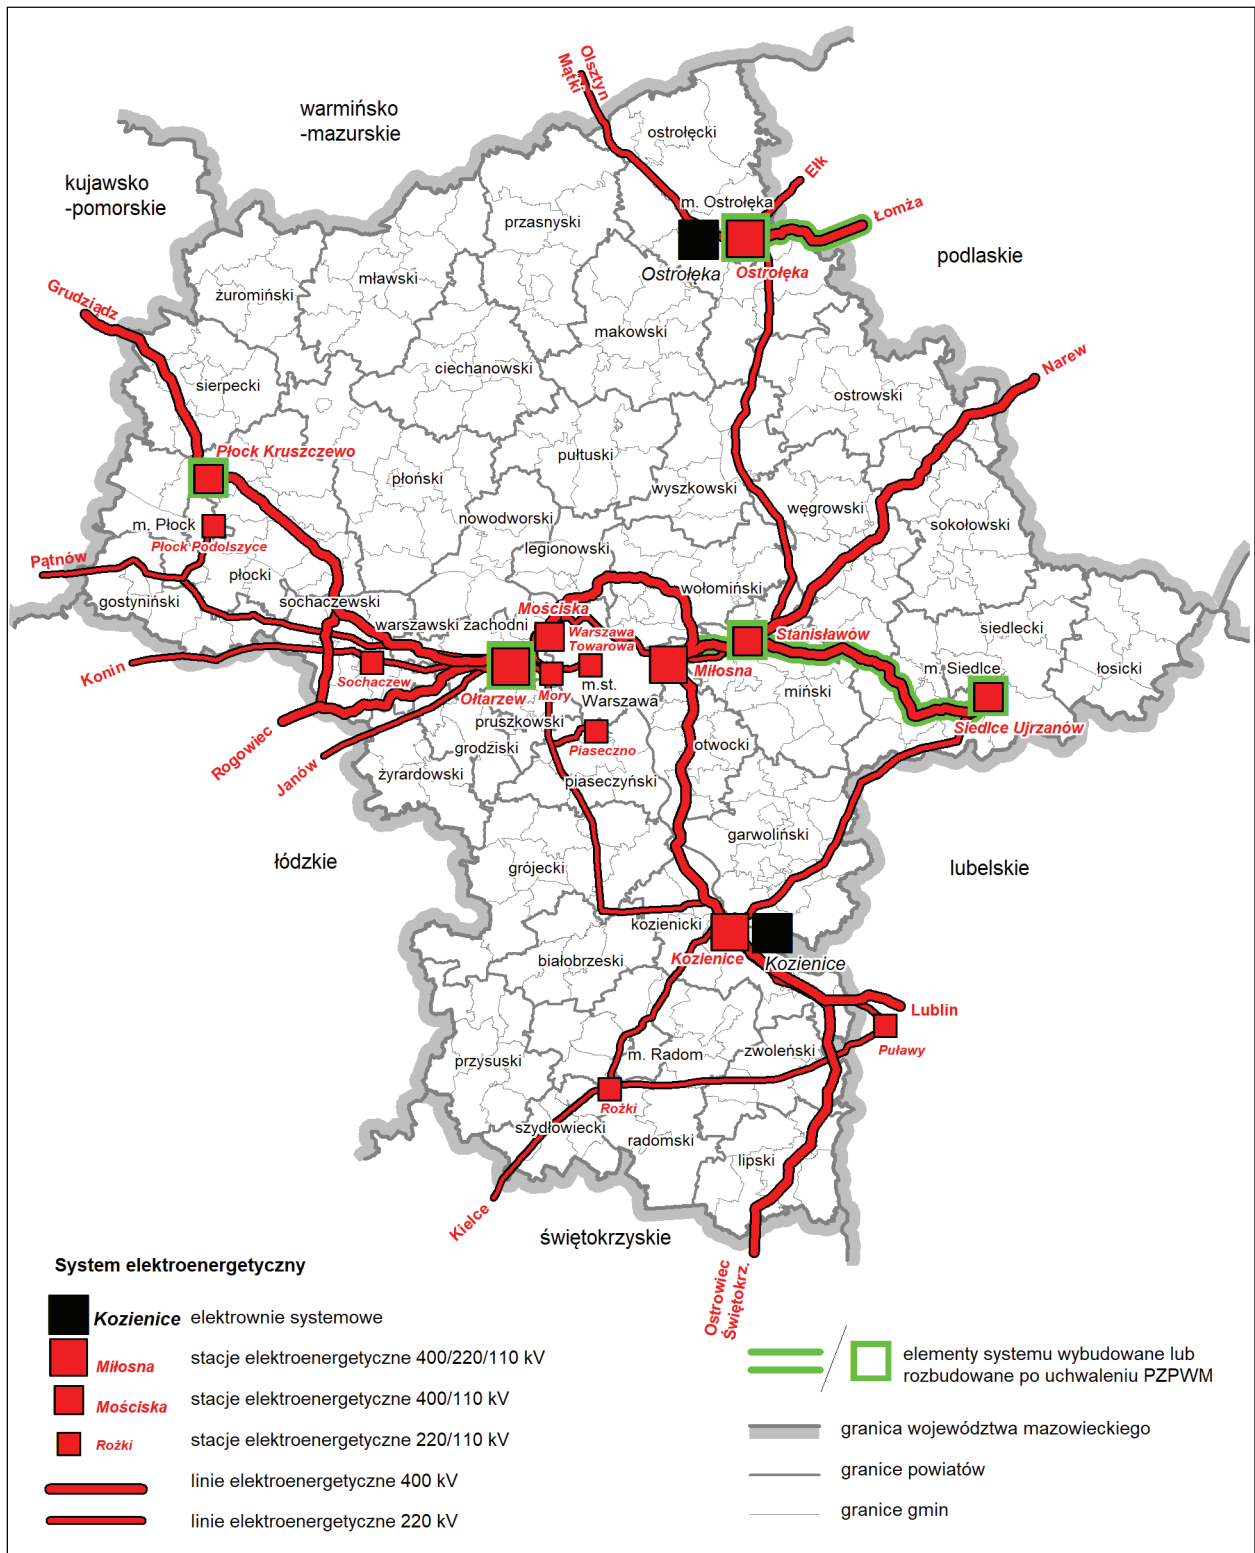 Olsztyn
Mątki
warmińsko
-mazurskie
ostrołęcki
Ełk
kujawsko
-pomorskie
m. Ostrołęka
Łomża
przasnyski
podlaskie
Ostrołęka
Ostrołęka
mławski
żuromiński
Grudziądz
makowski
Narew
ciechanowski
sierpecki
ostrowski
Płock Kruszczewo
pułtuski
płoński
wyszkowski
węgrowski
nowodworski
sokołowski
m. Płock
Płock Podolszyce
legionowski
Pątnów
płocki
wołomiński
gostyniński
sochaczewski
Mościska
warszawski zachodni
Warszawa
Towarowa
Stanisławów
siedlecki
Konin
m. Siedlce
łosicki
Miłosna
Sochaczew
Ołtarzew
Mory
m.st.
Warszawa
miński
pruszkowski
Siedlce Ujrzanów
Rogowiec
Janów
grodziski
Piaseczno
otwocki
żyrardowski
piaseczyński
garwoliński
łódzkie
grójecki
lubelskie
kozienicki
białobrzeski
Kozienice
Kozienice
Lublin
Puławy
zwoleński
m. Radom
przysuski
Rożki
szydłowiecki
radomski
lipski
Kielce
świętokrzyskie
Ostrowiec
Świętokrz.
System elektroenergetyczny
Kozienice elektrownie systemowe
Miłosna stacje elektroenergetyczne 400/220/110 kV
Mościska stacje elektroenergetyczne 400/110 kV
Rożki stacje elektroenergetyczne 220/110 kV
linie elektroenergetyczne 400 kV
linie elektroenergetyczne 220 kV
elementy systemu wybudowane lub
rozbudowane po uchwaleniu PZPWM
granica województwa mazowieckiego
granice powiatów
granice gmin